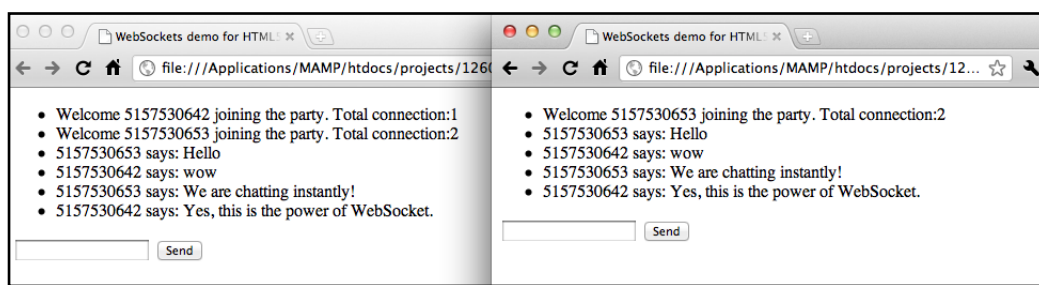 WebSockets demo for HTML5
file:///Applications/MAMP/htdocs/projects/1260
Welcome 5157530642 joining the party. Total connection:1
Welcome 5157530653 joining the party. Total connection:2
5157530653 says: Hello
5157530642 says: wow
5157530653 says: We are chatting instantly!
5157530642 says: Yes, this is the power of WebSocket.
Send
WebSockets demo for HTML5
file:///Applications/MAMP/htdocs/projects/12...
Welcome 5157530653 joining the party. Total connection:2
5157530653 says: Hello
5157530642 says: wow
5157530653 says: We are chatting instantly!
5157530642 says: Yes, this is the power of WebSocket.
Send